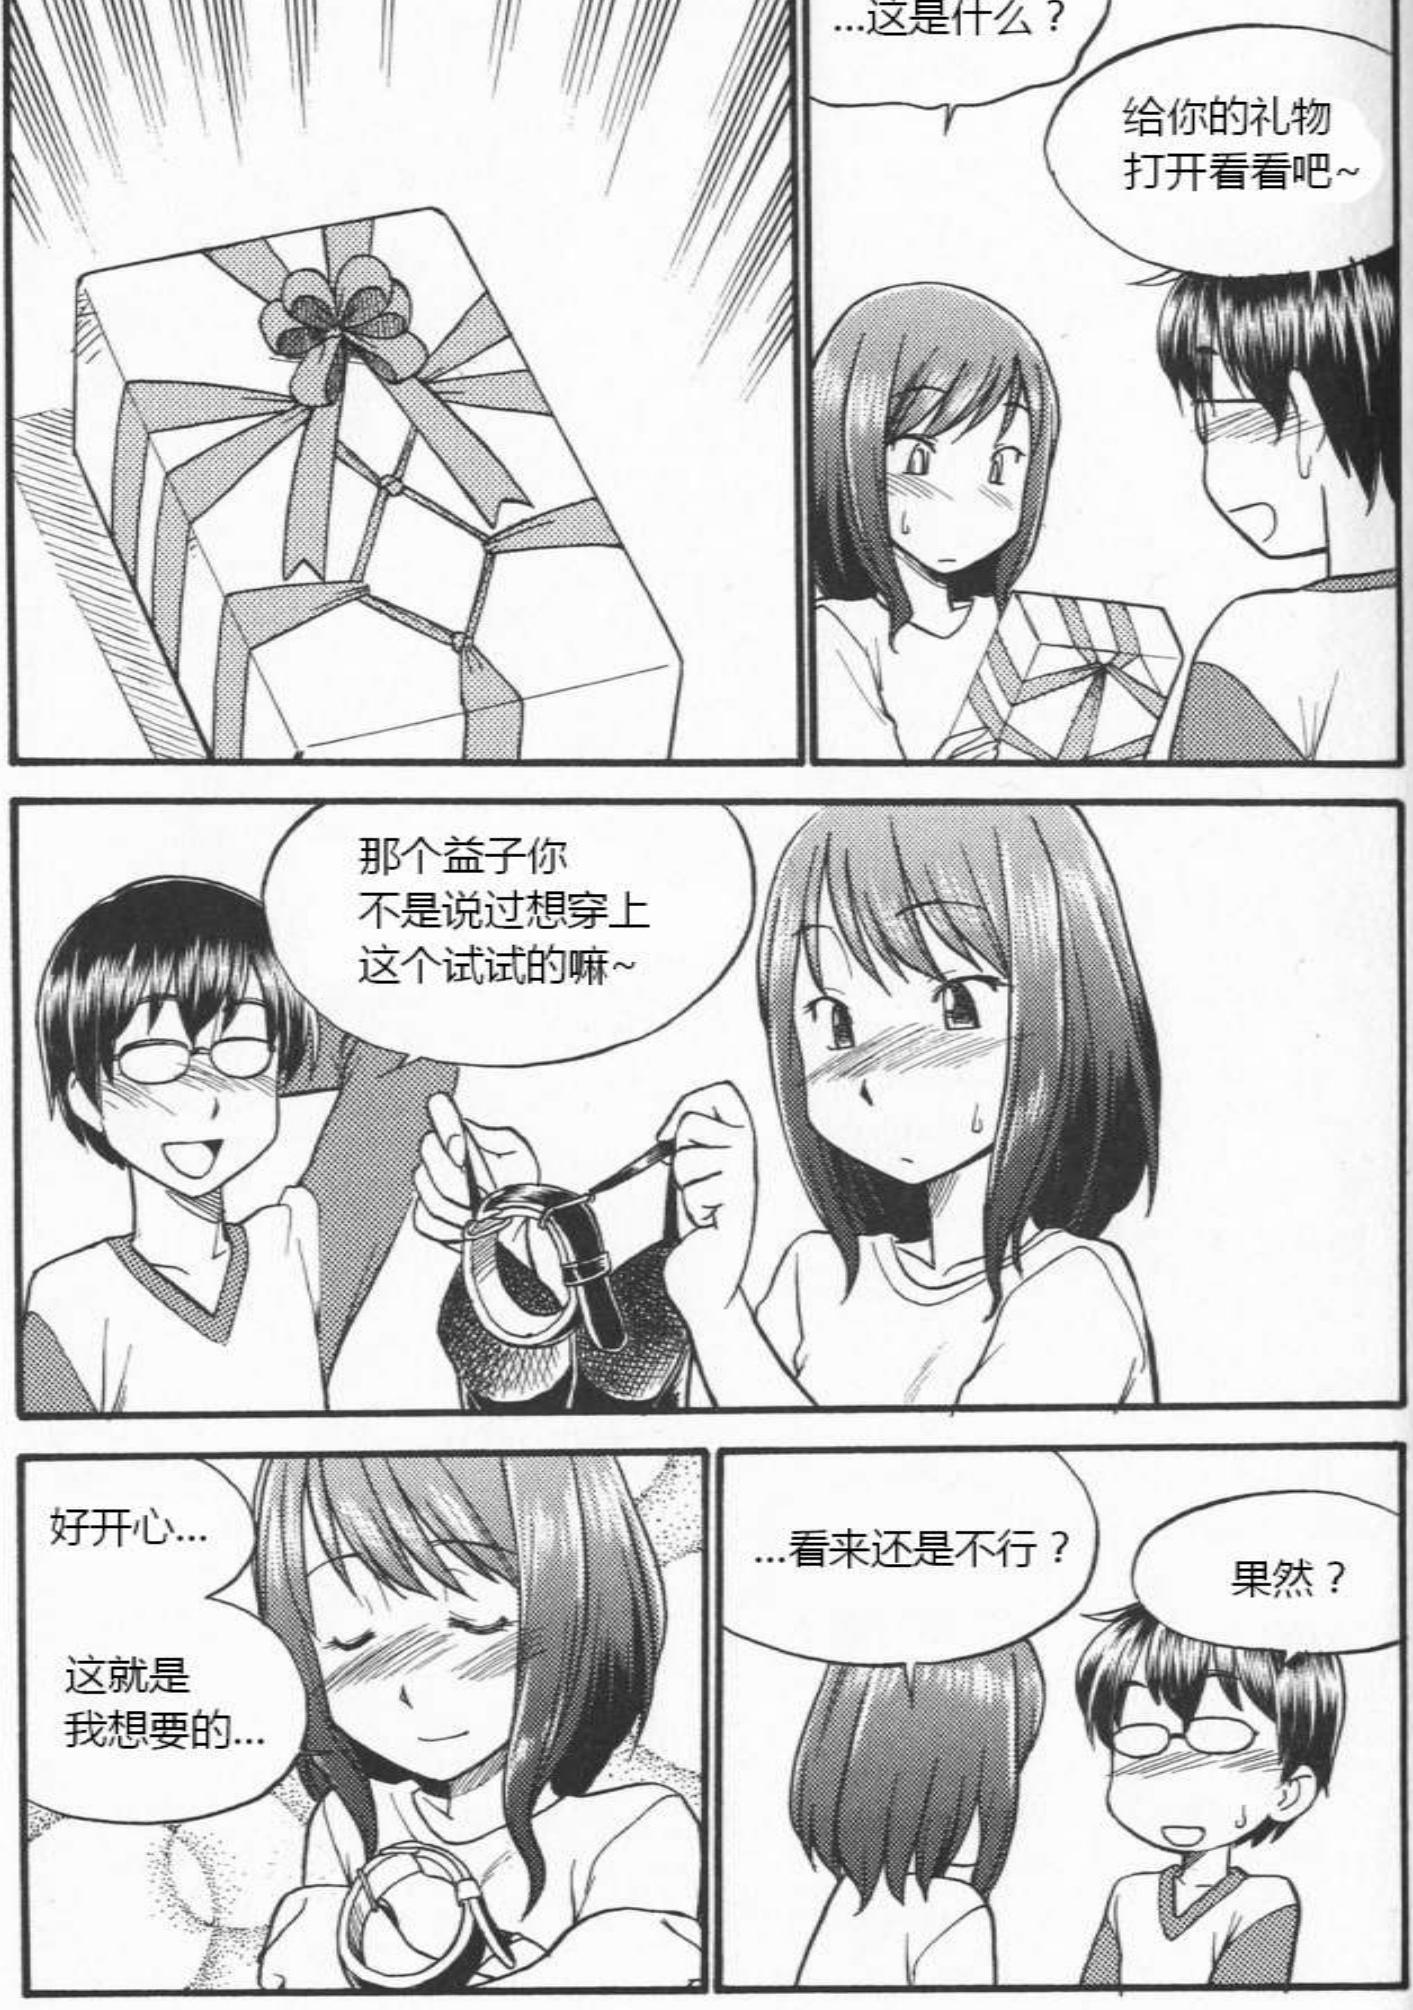 …这是什么？
给你的礼物
打开看看吧~
那个益子你
不是说过想穿上
这个试试的嘛~
果然？
…看来还是不行？
好开心…
这就是
我想要的…